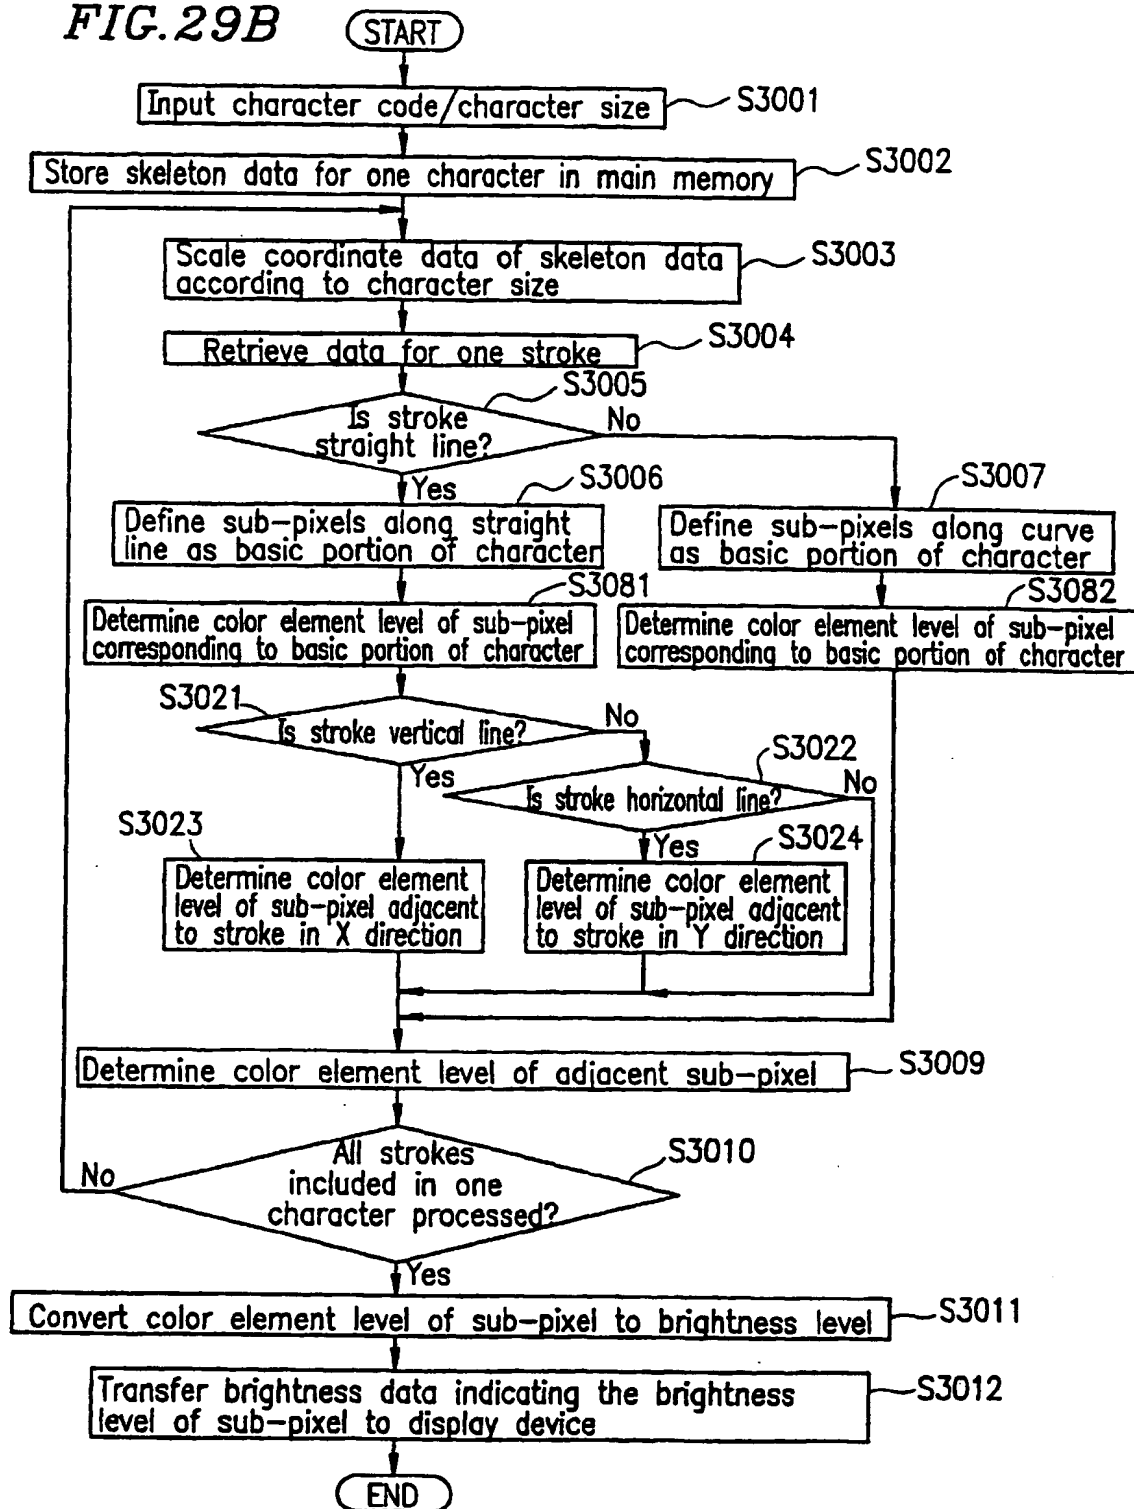 FIG.29B
START
Input character code/character size
S3001
Store skeleton data for one character in main memory
S3002
Scale coordinate data of skeleton data
according to character size
S3003
Retrieve data for one stroke
S3004
Is stroke
straight line?
S3005
No
Yes
S3006
Define sub-pixels along straight
line as basic portion of character
S3007
Define sub-pixels along curve
as basic portion of character
S3081
Determine color element level of sub-pixel
corresponding to basic portion of character
S3082
Determine color element level of sub-pixel
corresponding to basic portion of character
S3021
Is stroke vertical line?
No
Yes
S3022
Is stroke horizontal line?
No
Yes
S3023
Determine color element
level of sub-pixel adjacent
to stroke in X direction
S3024
Determine color element
level of sub-pixel adjacent
to stroke in Y direction
Determine color element level of adjacent sub-pixel
S3009
All strokes
included in one
character processed?
S3010
No
Yes
Convert color element level of sub-pixel to brightness level
S3011
Transfer brightness data indicating the brightness
level of sub-pixel to display device
S3012
END